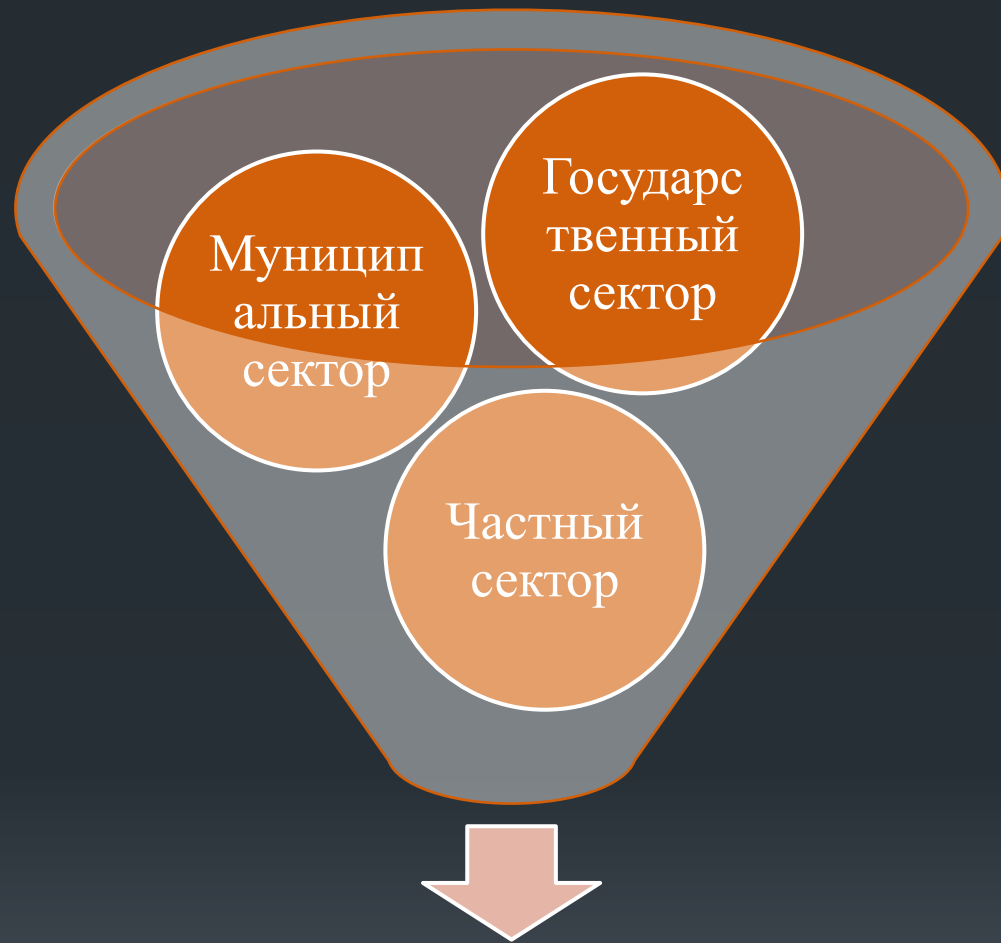 Муницип
альный
сектор
Государс
твенный
сектор
Частный
сектор